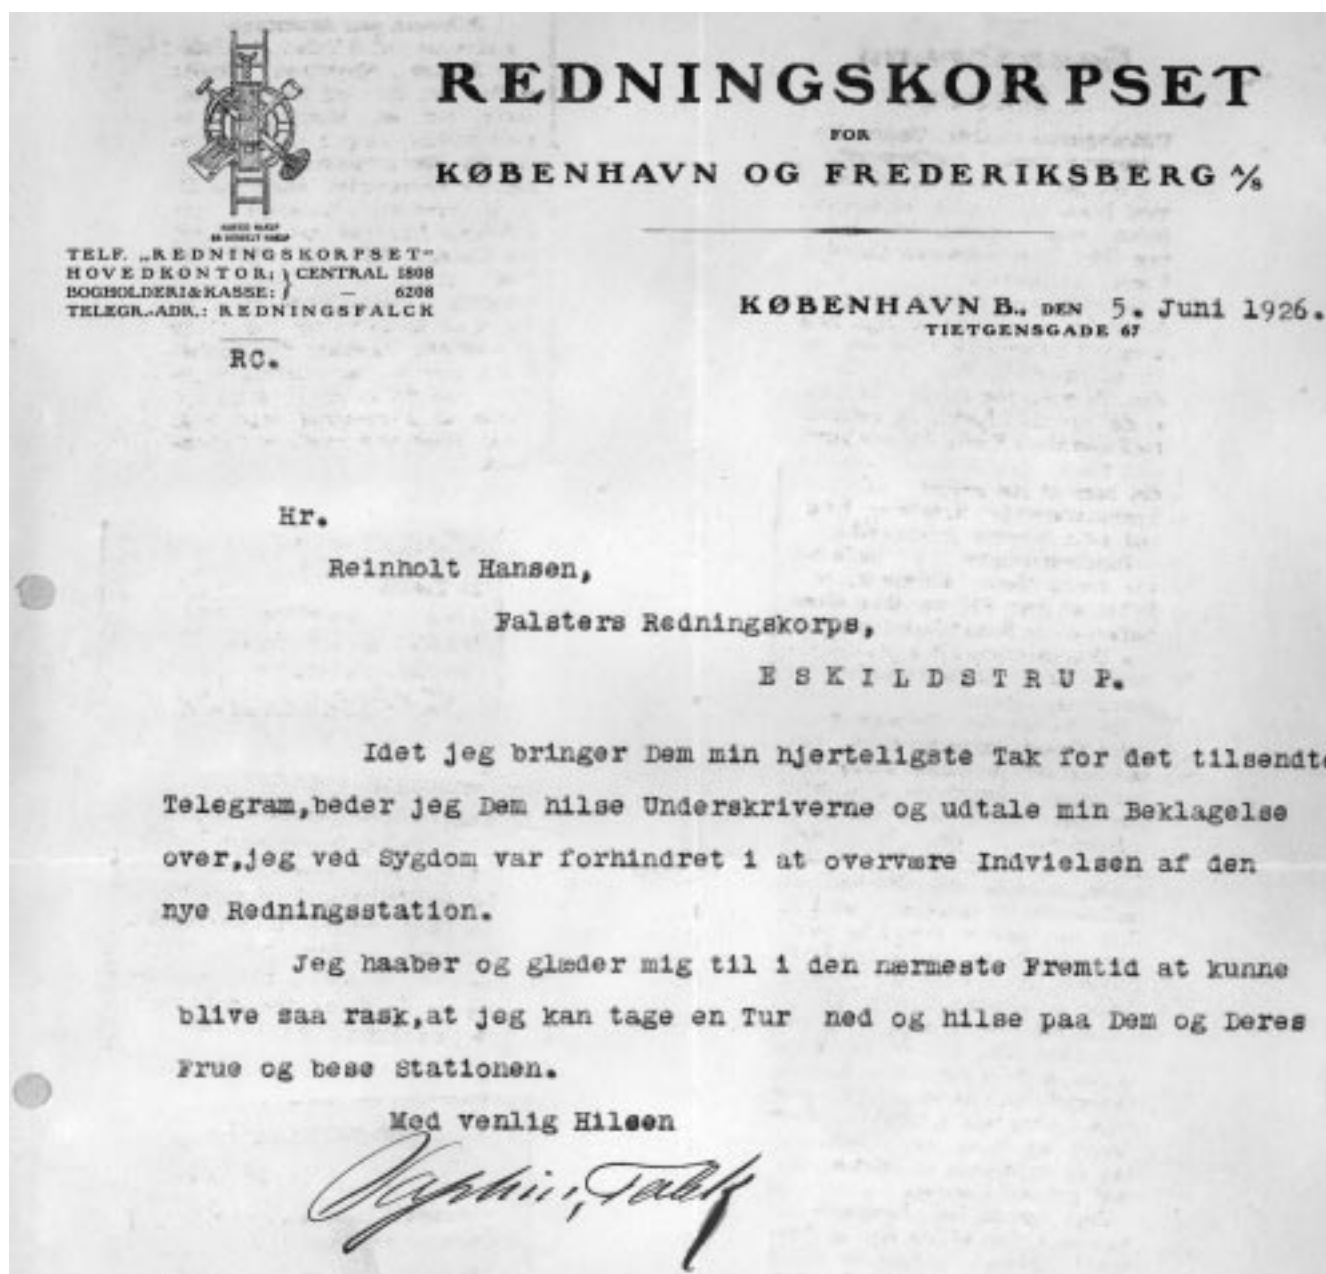 REDNINGSKORPSET
FOR
KØBENHAVN OG FREDERIKSBERG A/S
TELF. „REDNINGSKORPSET“
HOVEDKONTOR: } CENTRAL 1808
BOGHOLDERI & KASSE: } — 6208
TELEGR.-ADR.: REDNINGSFALCK
KØBENHAVN B., DEN 5. Juni 1926.
TIETGENSGADE 67
RC.
Hr.
Reinholt Hansen,
Falsters Redningskorps,
ESKILDSTRUP.
Idet jeg bringer Dem min hjerteligste Tak for det tilsendte
Telegram,beder jeg Dem hilse Underskriverne og udtale min Beklagelse
over,jeg ved Sygdom var forhindret i at overvære Indvielsen af den
nye Redningsstation.
Jeg haaber og glæder mig til i den nærmeste Fremtid at kunne
blive saa rask,at jeg kan tage en Tur ned og hilse paa Dem og Deres
Frue og bese Stationen.
Med venlig Hilsen
Sophus Falck